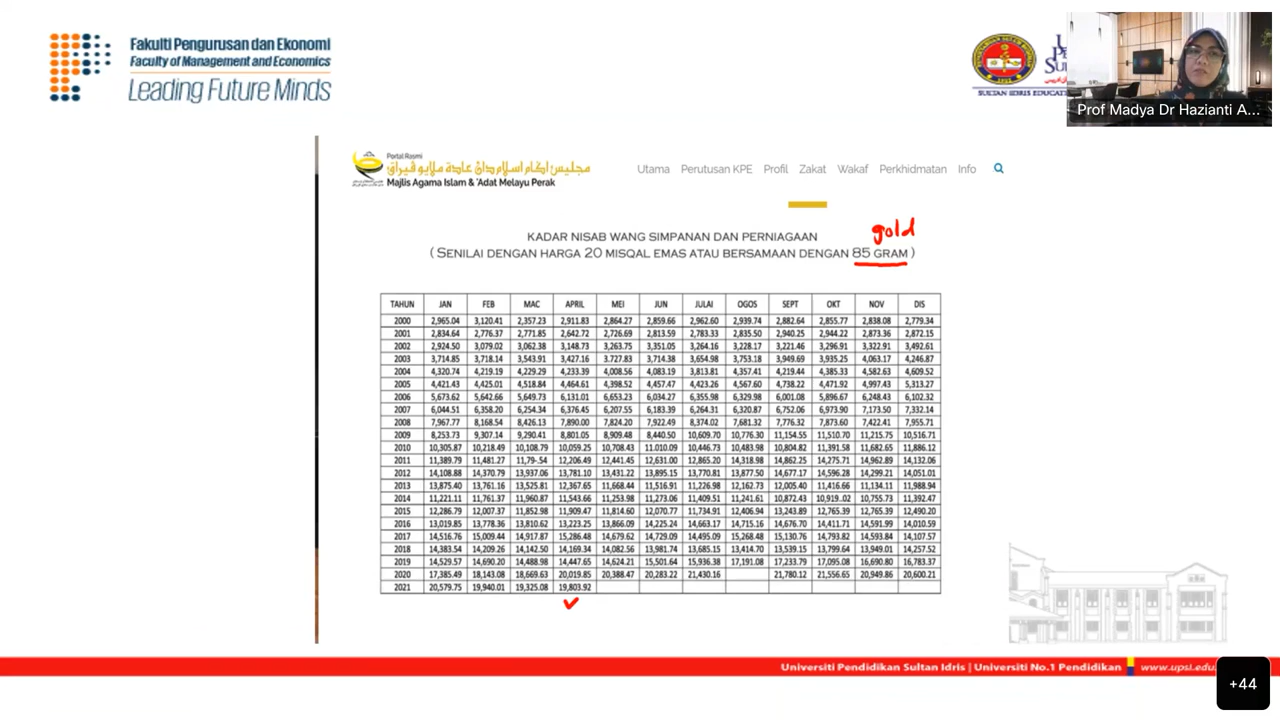 Fakulti Pengurusan dan Ekonomi
Faculty of Management and Economics
Leading Future Minds
SULTAN IDRIS EDUCAT
Prof Madya Dr Hazianti A...
Portal Rasmi
مجليس اݢام اسلام دان عادة ملايو ڤيراق
Majlis Agama Islam & 'Adat Melayu Perak
Utama Perutusan KPE Profil Zakat Wakaf Perkhidmatan Info
gold
KADAR NISAB WANG SIMPANAN DAN PERNIAGAAN
( SENILAI DENGAN HARGA 20 MISQAL EMAS ATAU BERSAMAAN DENGAN 85 GRAM )
TAHUN JAN FEB MAC APRIL MEI JUN JULAI OGOS SEPT OKT NOV DIS
2000 2,965.04 3,120.41 2,357.23 2,911.83 2,864.27 2,859.66 2,962.60 2,939.74 2,882.64 2,855.77 2,838.08 2,779.34
2001 2,834.64 2,776.37 2,771.85 2,642.72 2,726.69 2,813.59 2,783.33 2,835.50 2,940.25 2,944.22 2,873.36 2,872.15
2002 2,924.50 3,079.02 3,062.38 3,148.73 3,263.75 3,351.05 3,264.16 3,228.17 3,221.46 3,296.91 3,322.91 3,492.61
2003 3,714.85 3,718.14 3,543.91 3,427.16 3.727.83 3,714.38 3,654.98 3,753.18 3,949.69 3,935.25 4,063.17 4,246.87
2004 4,320.74 4,219.19 4,229.29 4,233.39 4,008.56 4,083.19 3,813.81 4,357.41 4,219.44 4,385.33 4,582.63 4,609.52
2005 4,421.43 4,425.01 4,518.84 4,464.61 4,398.52 4,457.47 4,423.26 4,567.60 4,738.22 4,471.92 4,997.43 5,313.27
2006 5,673.62 5,642.66 5,649.73 6,131.01 6,653.23 6,034.27 6,355.98 6,329.98 6,001.08 5,896.67 6,248.43 6,102.32
2007 6,044.51 6,358.20 6,254.34 6,376.45 6,207.55 6,183.39 6,264.31 6,320.87 6,752.06 6,973.90 7,173.50 7,332.14
2008 7,967.77 8,168.54 8,426.13 7,890.00 7,824.20 7,922.49 8,374.02 7,681.32 7,776.32 7,873.60 7,422.41 7,955.71
2009 8,253.73 9,307.14 9,290.41 8,801.05 8,909.48 8,440.50 10,609.70 10,776.30 11,154.55 11,510.70 11,215.75 10,516.71
2010 10,305.87 10,218.49 10,108.79 10,059.25 10,708.43 11.010.09 10,446.73 10,483.98 10,804.82 11,391.58 11,682.65 11,886.12
2011 11,389.79 11,481.27 11,79-.54 12,206.49 12,441.45 12,631.00 12,865.20 14,318.98 14,862.25 14,275.71 14,962.89 14,132.06
2012 14,108.88 14,370.79 13,937.06 13,781.10 13,431.22 13,895.15 13,770.81 13,877.50 14,677.17 14,596.28 14,299.21 14,051.01
2013 13,875.40 13,761.16 13,525.81 12,367.65 11,668.44 11,516.91 11,226.98 12,162.73 12,005.40 11,416.66 11,134.11 11,988.94
2014 11,221.11 11,761.37 11,960.87 11,543.66 11,253.98 11,273.06 11,409.51 11,241.61 10,872.43 10,919..02 10,755.73 11,392.47
2015 12,286.79 12,007.37 11,852.98 11,909.47 11,814.60 12,070.77 11,734.91 12,406.94 13,243.89 12,765.39 12,765.39 12,490.20
2016 13,019.85 13,778.36 13,810.62 13,223.25 13,866.09 14,225.24 14,663.17 14,715.16 14,676.70 14,411.71 14,591.99 14,010.59
2017 14,516.76 15,009.44 14,917.87 15,286.48 14,679.62 14,729.09 14,495.09 15,268.48 15,130.76 14,793.82 14,593.84 14,107.57
2018 14,383.54 14,209.26 14,142.50 14,169.34 14,082.56 13,981.74 13,685.15 13,414.70 13,539.15 13,799.64 13,949.01 14,257.52
2019 14,529.57 14,690.20 14,488.98 14,447.65 14,624.21 15,501.64 15,936.38 17,191.08 17,233.79 17,095.08 16,690.80 16,783.37
2020 17,385.49 18,143.08 18,669.63 20,019.85 20,388.47 20,283.22 21,430.16 21,780.12 21,556.65 20,949.86 20,600.21
2021 20,579.75 19,940.01 19,325.08 19,803.92
Universiti Pendidikan Sultan Idris | Universiti No.1 Pendidikan www.upsi.edu
+44